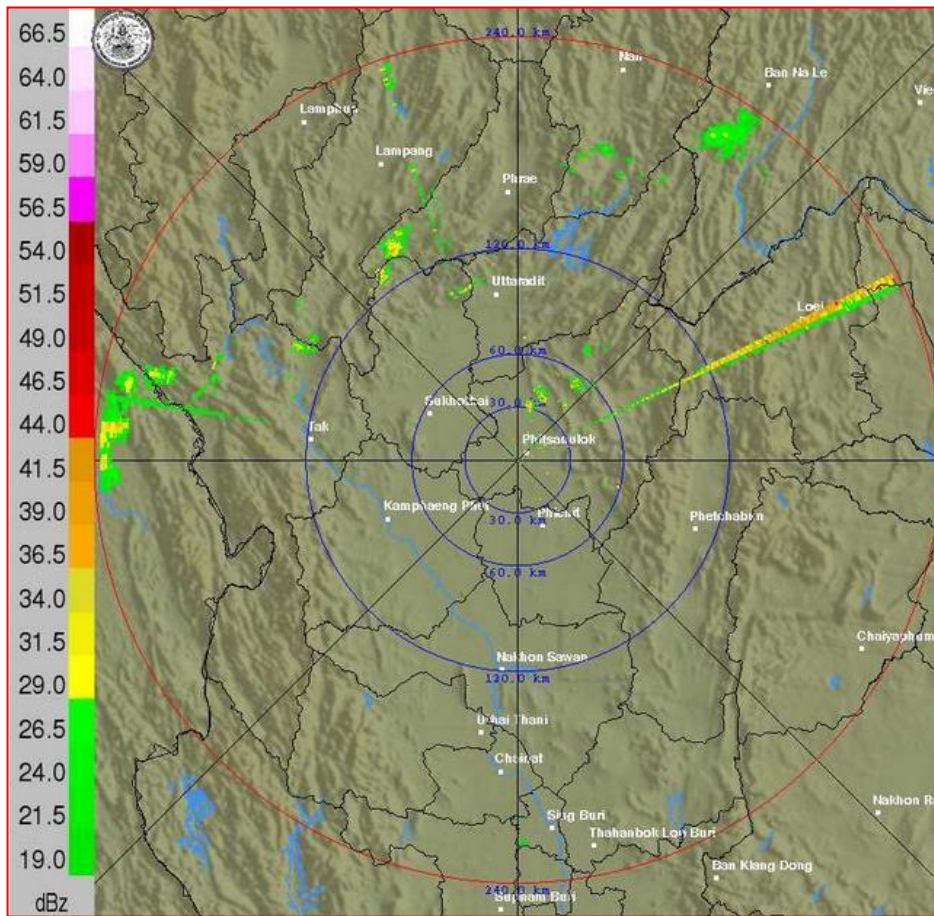 66.5
64.0
61.5
59.0
56.5
54.0
51.5
49.0
46.5
44.0
41.5
39.0
36.5
34.0
31.5
29.0
26.5
24.0
21.5
19.0
dBz
240.0 km
Nan
Ban Na Le
Vie
Lamphun
Lampang
Phrae
120.0 km
Uttaradit
Loei
60.0 km
30.0 km
Sukhothai
Tak
Phitsanulok
Kamphaeng Phet
Phichit
30.0 km
Phetchabun
60.0 km
Chaiyaphum
Nakhon Sawan
120.0 km
Uthai Thani
Chainat
Sing Buri
Thahanbok Lop Buri
Nakhon R
Ban Klang Dong
240.0 km
Suphan Buri